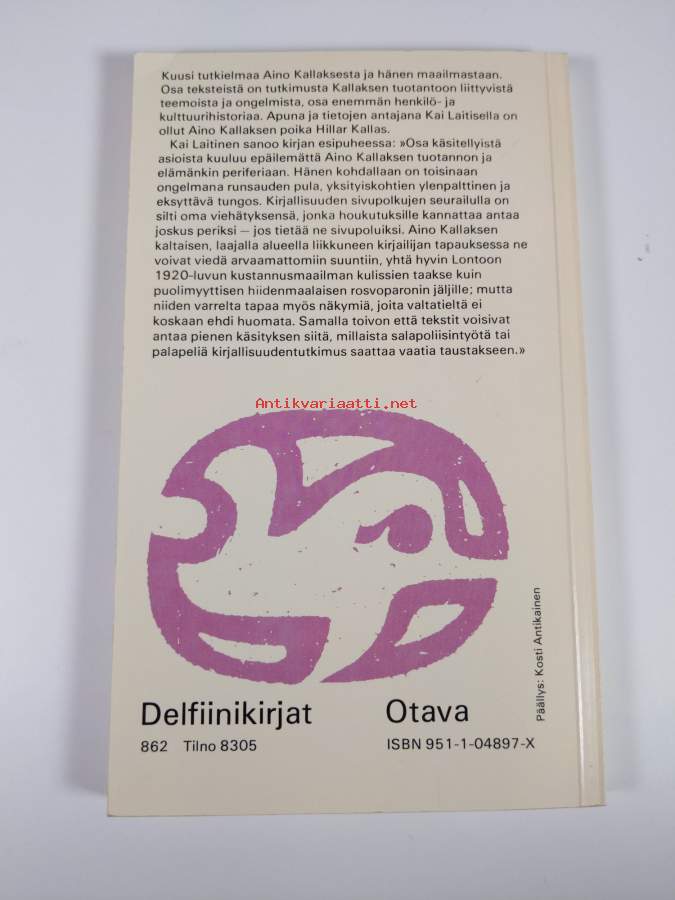 Kuusi tutkielmaa Aino Kallaksesta ja hänen maailmastaan.
Osa teksteistä on tutkimusta Kallaksen tuotantoon liittyvistä
teemoista ja ongelmista, osa enemmän henkilö- ja
kulttuurihistoriaa. Apuna ja tietojen antajana Kai Laitisella on
ollut Aino Kallaksen poika Hillar Kallas.
Kai Laitinen sanoo kirjan esipuheessa: »Osa käsitellyistä
asioista kuuluu epäilemättä Aino Kallaksen tuotannon ja
elämänkin periferiaan. Hänen kohdallaan on toisinaan
ongelmana runsauden pula, yksityiskohtien ylenpalttinen ja
eksyttävä tungos. Kirjallisuuden sivupolkujen seurailulla on
silti oma viehätyksensä, jonka houkutuksille kannattaa antaa
joskus periksi – jos tietää ne sivupoluiksi. Aino Kallaksen
kaltaisen, laajalla alueella liikkuneen kirjailijan tapauksessa ne
voivat viedä arvaamattomiin suuntiin, yhtä hyvin Lontoon
1920-luvun kustannusmaailman kulissien taakse kuin
puolimyyttisen hiidenmaalaisen rosvoparonin jäljille; mutta
niiden varrelta tapaa myös näkymiä, joita valtatieltä ei
koskaan ehdi huomata. Samalla toivon että tekstit voisivat
antaa pienen käsityksen siitä, millaista salapoliisintyötä tai
palapeliä kirjallisuudentutkimus saattaa vaatia taustakseen.»
Antikvariaatti.net
Päällys: Kosti Antikainen
Delfiinikirjat Otava
862 Tilno 8305 ISBN 951-1-04897-X